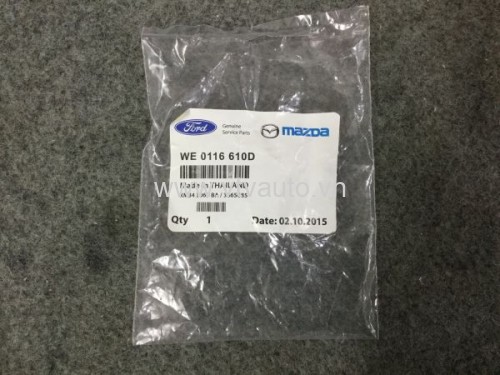 Ford Genuine Service Parts mazda
WE 0116 610D
Made in THAILAND
Qty 1 Date: 02.10.2015